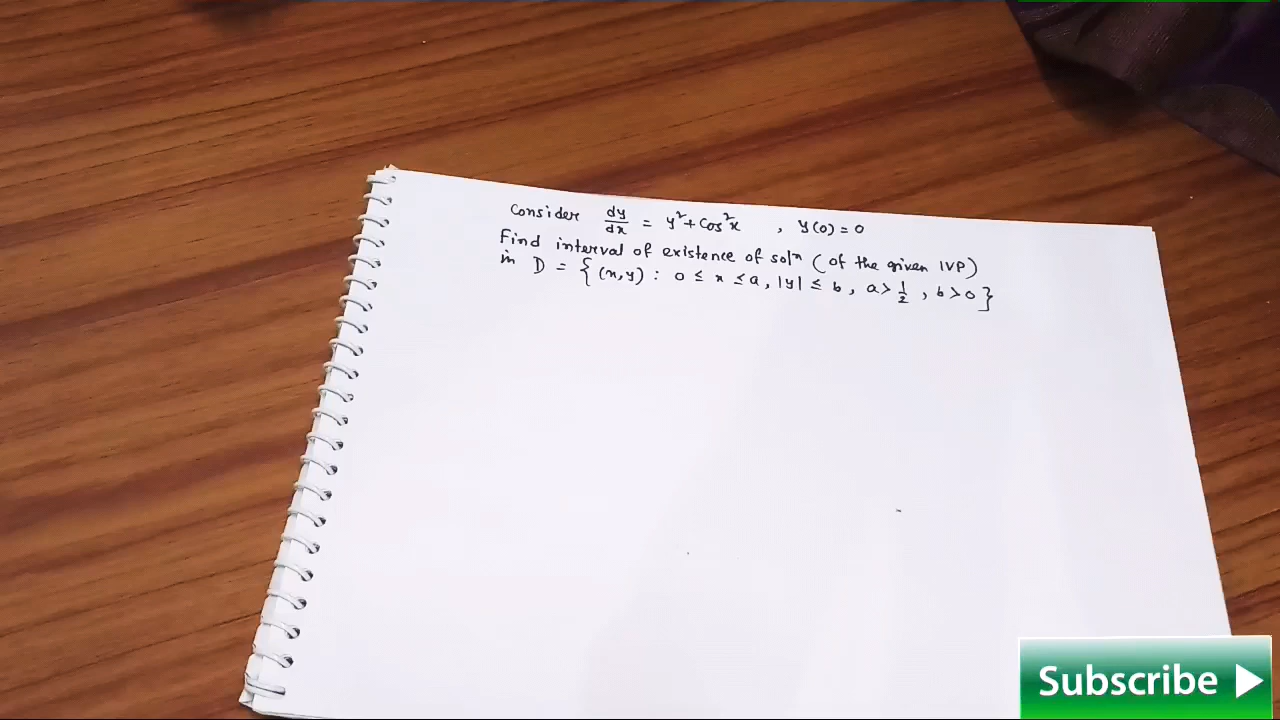 Consider dy/dx = y² + cos²x , y(0) = 0
Find interval of existence of solⁿ (of the given IVP)
in D = {(x,y) : 0 ≤ x ≤ a, |y| ≤ b, a > 1/2, b > 0}
Subscribe